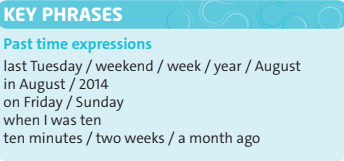 KEY PHRASES
Past time expressions
last Tuesday / weekend / week / year / August
in August / 2014
on Friday / Sunday
when I was ten
ten minutes / two weeks / a month ago